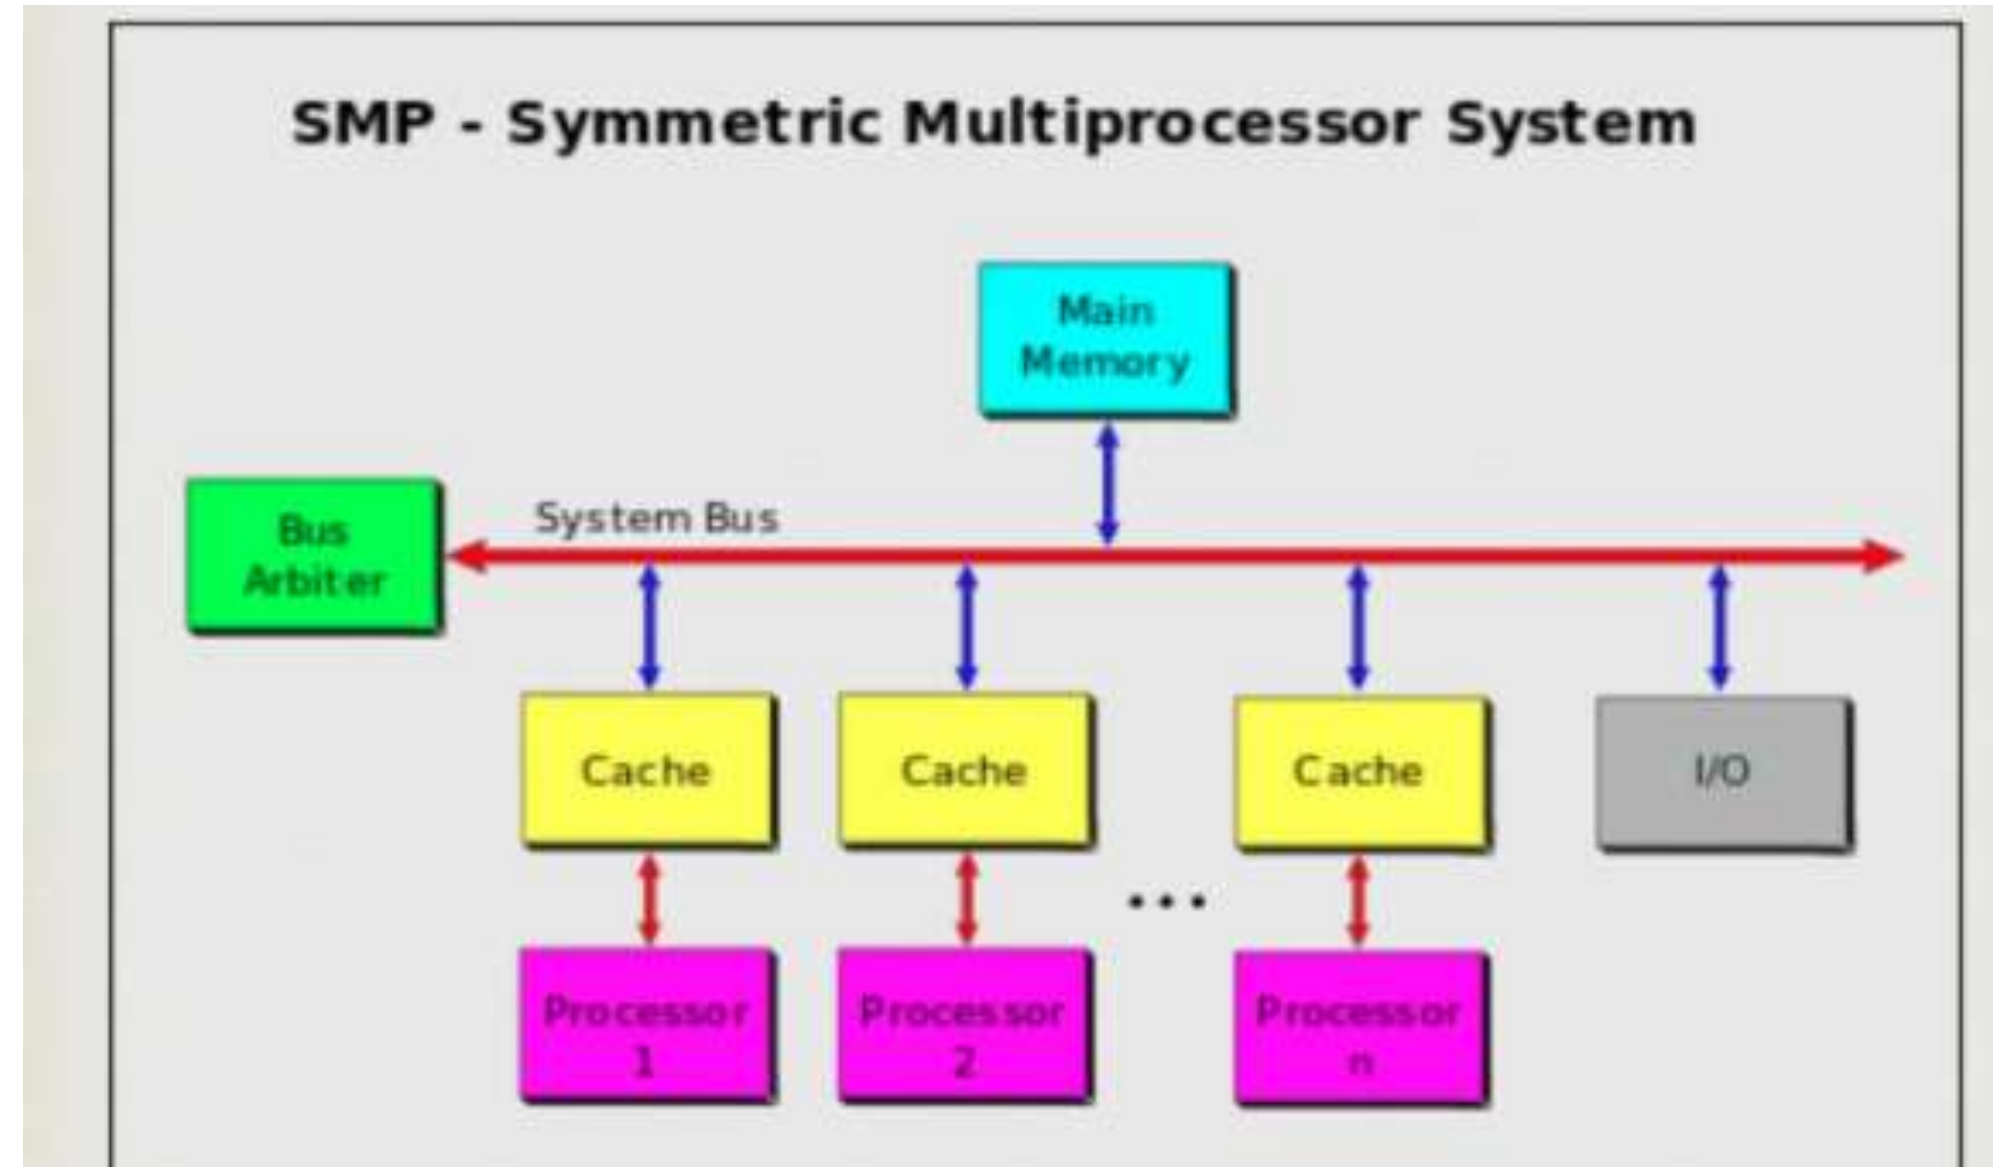 SMP - Symmetric Multiprocessor System
Main
Memory
Bus
Arbiter
System Bus
Cache
Cache
Cache
I/O
...
Processor
1
Processor
2
Processor
n